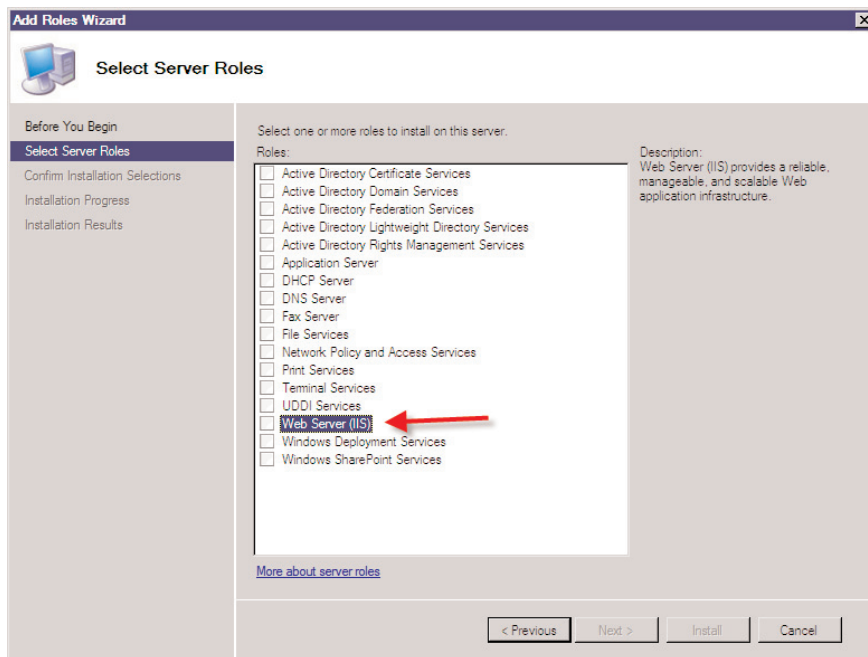 Add Roles Wizard
Select Server Roles
Before You Begin
Select Server Roles
Confirm Installation Selections
Installation Progress
Installation Results
Select one or more roles to install on this server.
Roles:
Active Directory Certificate Services
Active Directory Domain Services
Active Directory Federation Services
Active Directory Lightweight Directory Services
Active Directory Rights Management Services
Application Server
DHCP Server
DNS Server
Fax Server
File Services
Network Policy and Access Services
Print Services
Terminal Services
UDDI Services
Web Server (IIS)
Windows Deployment Services
Windows SharePoint Services
More about server roles
Description:
Web Server (IIS) provides a reliable,
manageable, and scalable Web
application infrastructure.
< Previous
Next >
Install
Cancel